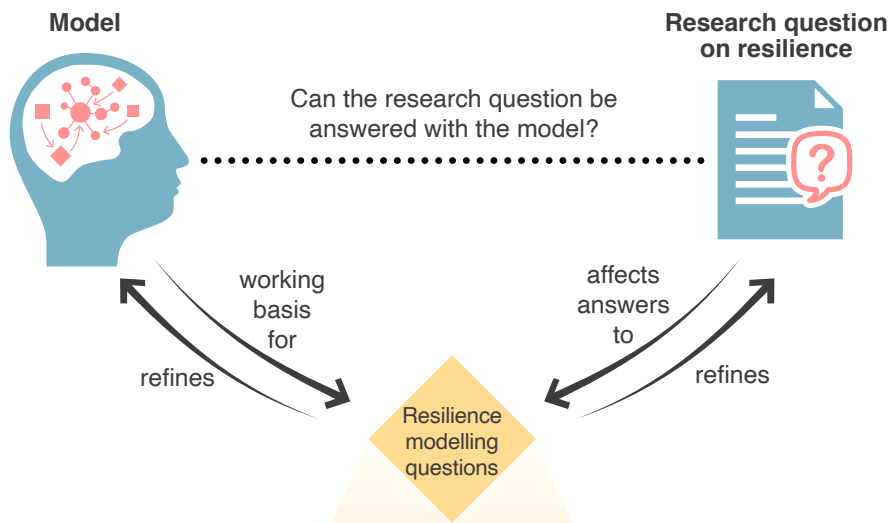 Model
Research question
on resilience
Can the research question be
answered with the model?
?
working
basis
for
refines
affects
answers
to
refines
Resilience
modelling
questions